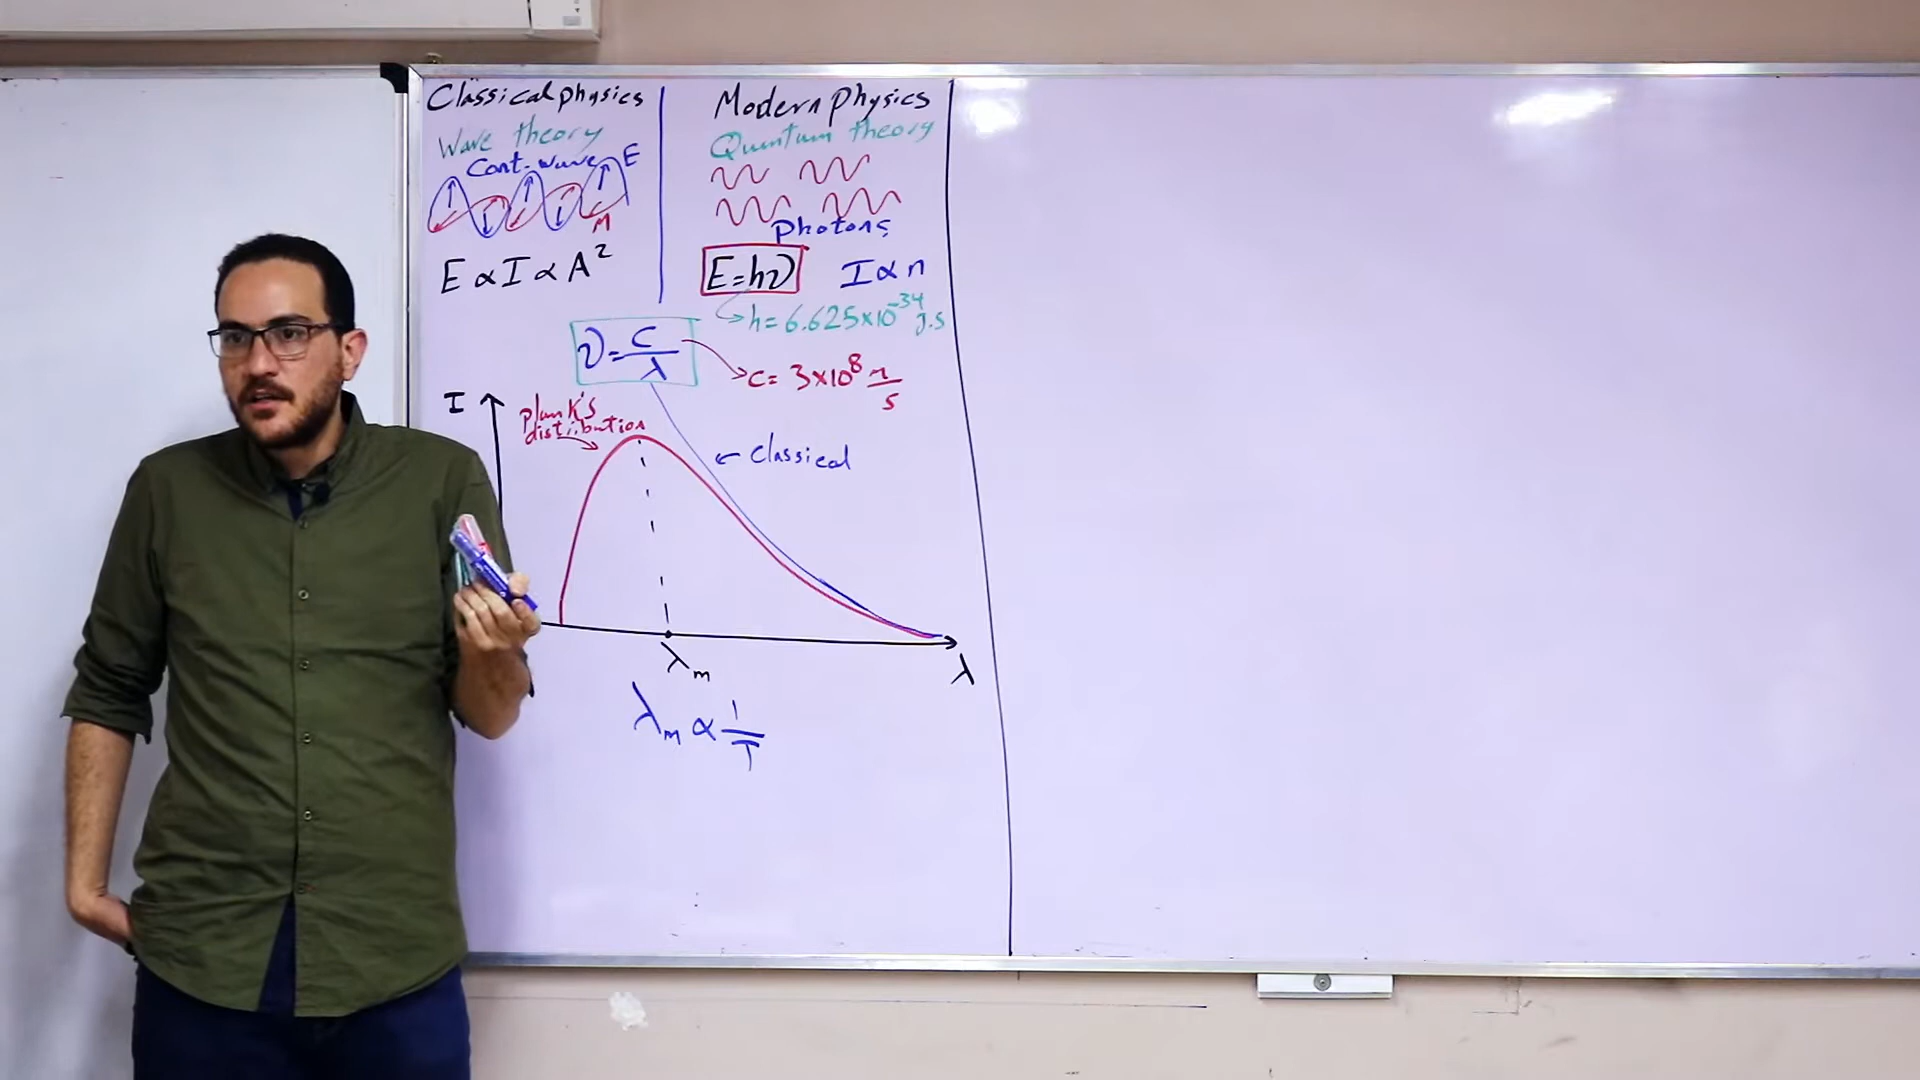 Classical physics
Wave theory
Cont. wave
E
M
E ∝ I ∝ A²
Modern Physics
Quantum theory
Photons
E=hν
I ∝ n
h= 6.625×10⁻³⁴ J.s
ν= C/λ
C= 3×10⁸ m/s
I
plank's
distribution
← Classical
λm
λ
λm ∝ 1/T